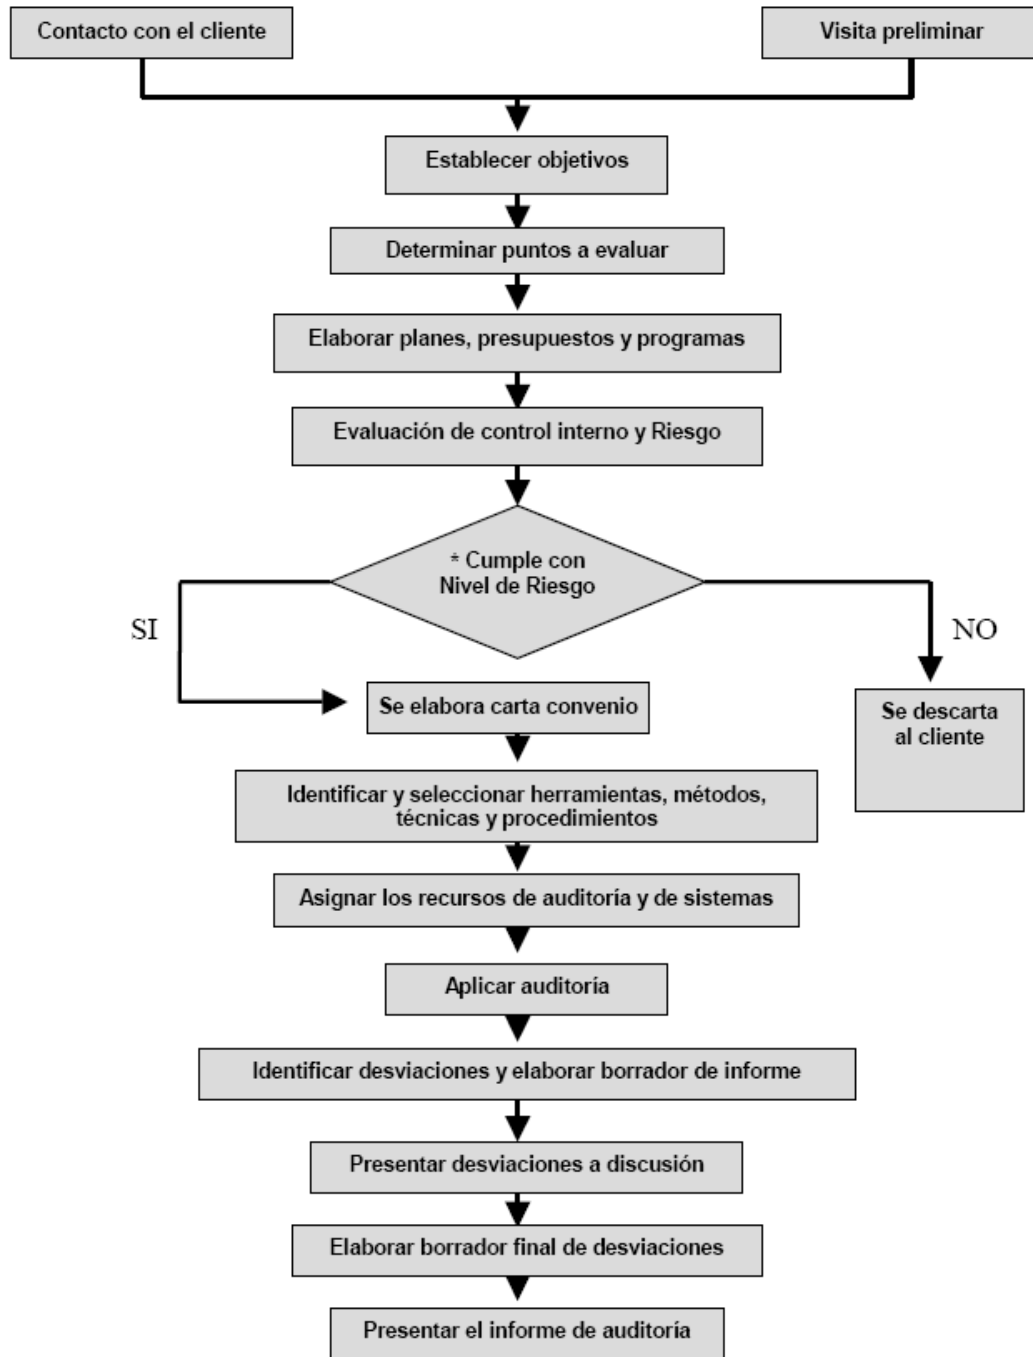 Contacto con el cliente
Visita preliminar
Establecer objetivos
Determinar puntos a evaluar
Elaborar planes, presupuestos y programas
Evaluación de control interno y Riesgo
* Cumple con
Nivel de Riesgo
SI
NO
Se elabora carta convenio
Se descarta
al cliente
Identificar y seleccionar herramientas, métodos,
técnicas y procedimientos
Asignar los recursos de auditoría y de sistemas
Aplicar auditoría
Identificar desviaciones y elaborar borrador de informe
Presentar desviaciones a discusión
Elaborar borrador final de desviaciones
Presentar el informe de auditoría